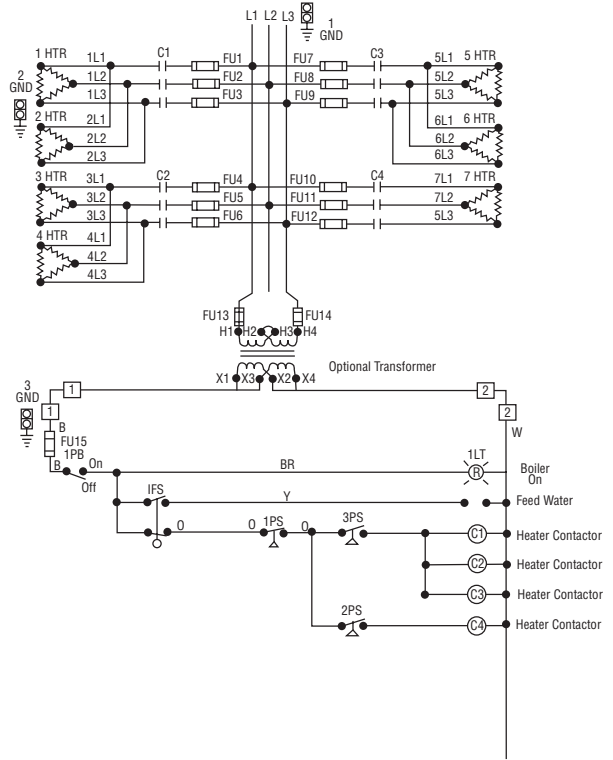 L1 L2 L3 1 GND
1 HTR 1L1 C1 FU1 FU7 C3 5L1 5 HTR
2 GND
1L2 FU2 FU8 5L2
1L3 FU3 FU9 5L3
2 HTR 2L1 6L1 6 HTR
2L2 6L2
2L3 6L3
3 HTR 3L1 C2 FU4 FU10 C4 7L1 7 HTR
3L2 FU5 FU11 7L2
3L3 FU6 FU12 5L3
4 HTR 4L1
4L2
4L3
FU13 FU14
H1 H2 H3 H4
Optional Transformer
X1 X3 X2 X4
3 GND
1 2
1 2
B W
FU15
1PB
B On Off BR 1LT R Boiler On
IFS Y Feed Water
O O 1PS O 3PS C1 Heater Contactor
C2 Heater Contactor
C3 Heater Contactor
2PS C4 Heater Contactor